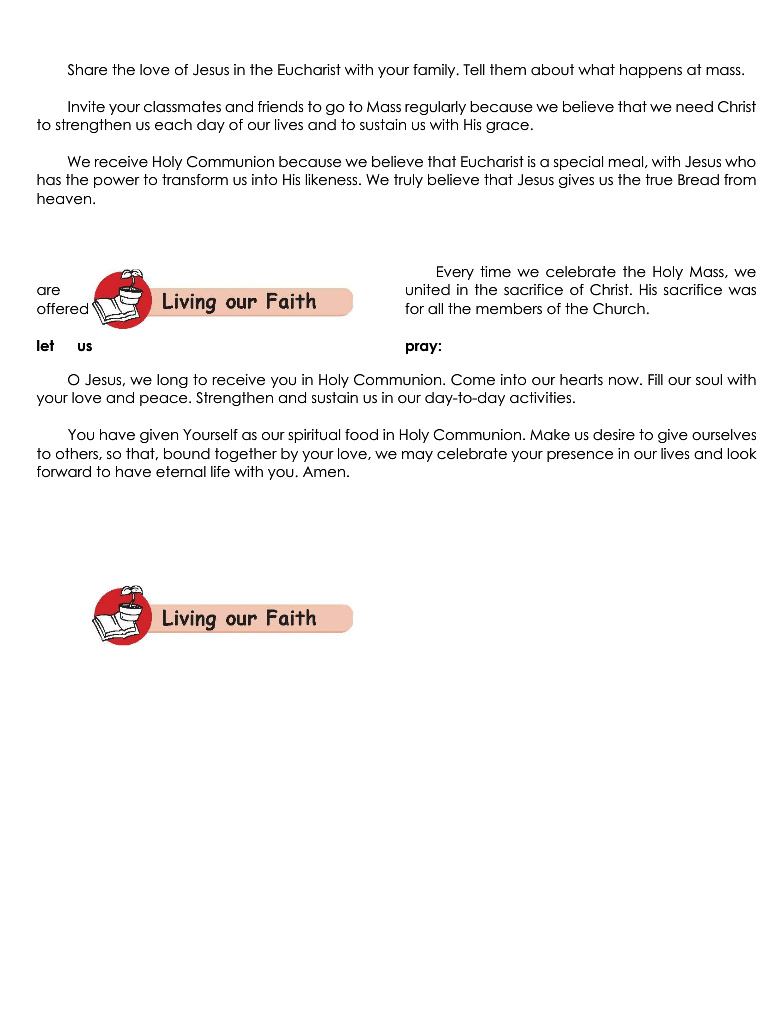 Share the love of Jesus in the Eucharist with your family. Tell them about what happens at mass.
Invite your classmates and friends to go to Mass regularly because we believe that we need Christ
to strengthen us each day of our lives and to sustain us with His grace.
We receive Holy Communion because we believe that Eucharist is a special meal, with Jesus who
has the power to transform us into His likeness. We truly believe that Jesus gives us the true Bread from
heaven.
Every time we celebrate the Holy Mass, we
are united in the sacrifice of Christ. His sacrifice was
offered for all the members of the Church.
Living our Faith
let us pray:
O Jesus, we long to receive you in Holy Communion. Come into our hearts now. Fill our soul with
your love and peace. Strengthen and sustain us in our day-to-day activities.
You have given Yourself as our spiritual food in Holy Communion. Make us desire to give ourselves
to others, so that, bound together by your love, we may celebrate your presence in our lives and look
forward to have eternal life with you. Amen.
Living our Faith